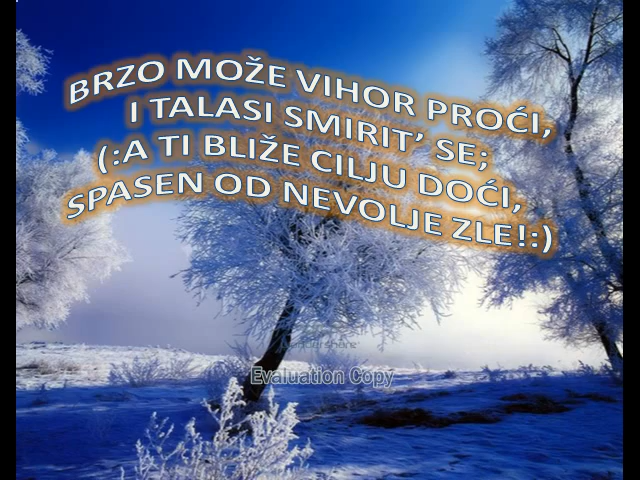 BRZO MOŽE VIHOR PROĆI,
I TALASI SMIRIT’ SE;
(:A TI BLIŽE CILJU DOĆI,
SPASEN OD NEVOLJE ZLE!:)
Evaluation Copy